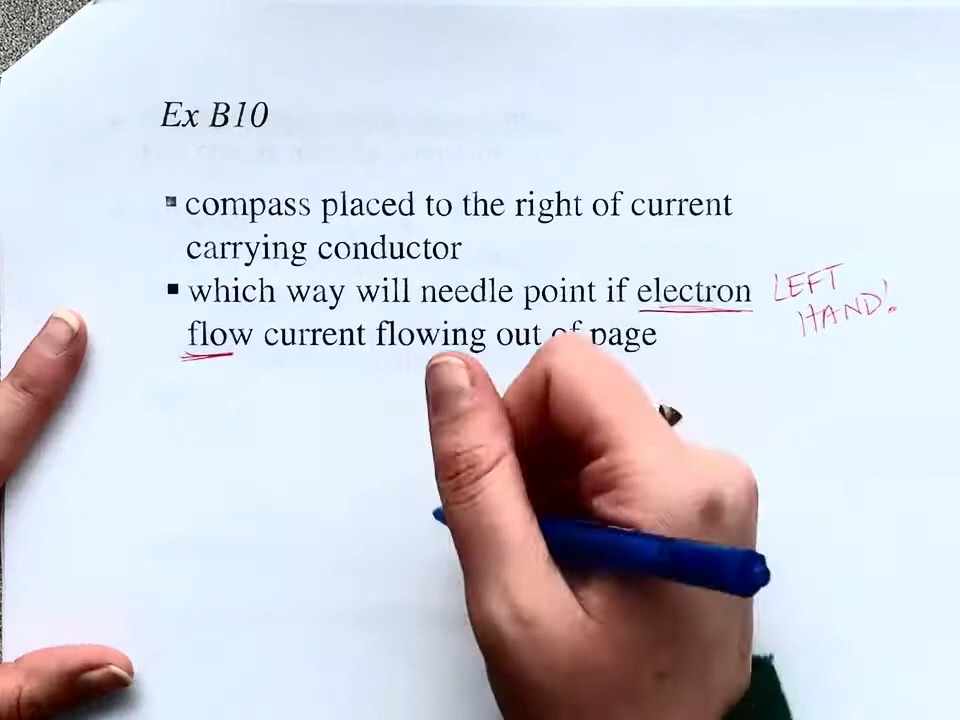 Ex B10
compass placed to the right of current
carrying conductor
which way will needle point if electron
flow current flowing out of page
LEFT
HAND!